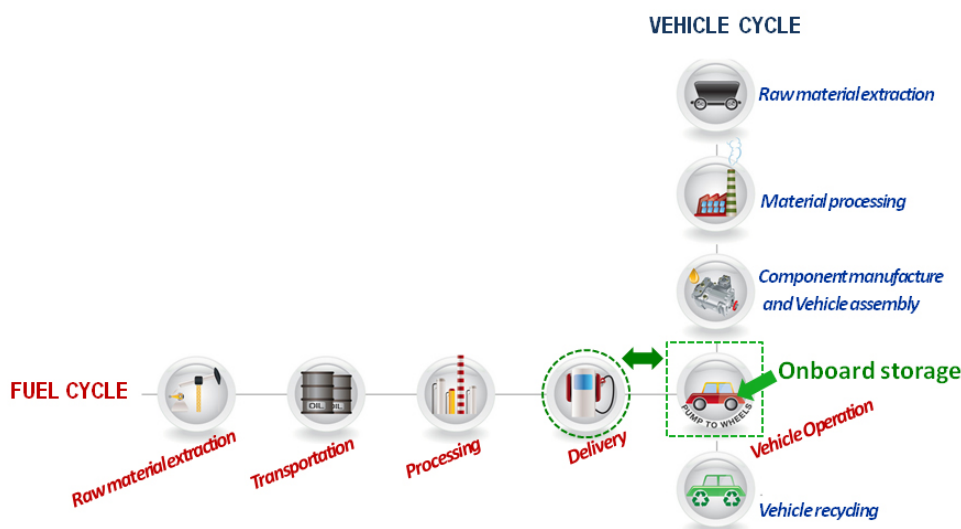 VEHICLE CYCLE
Raw material extraction
Material processing
Component manufacture
and Vehicle assembly
FUEL CYCLE
OIL
OIL
PUMP TO WHEELS
Onboard storage
Raw material extraction
Transportation
Processing
Delivery
Vehicle Operation
Vehicle recycling